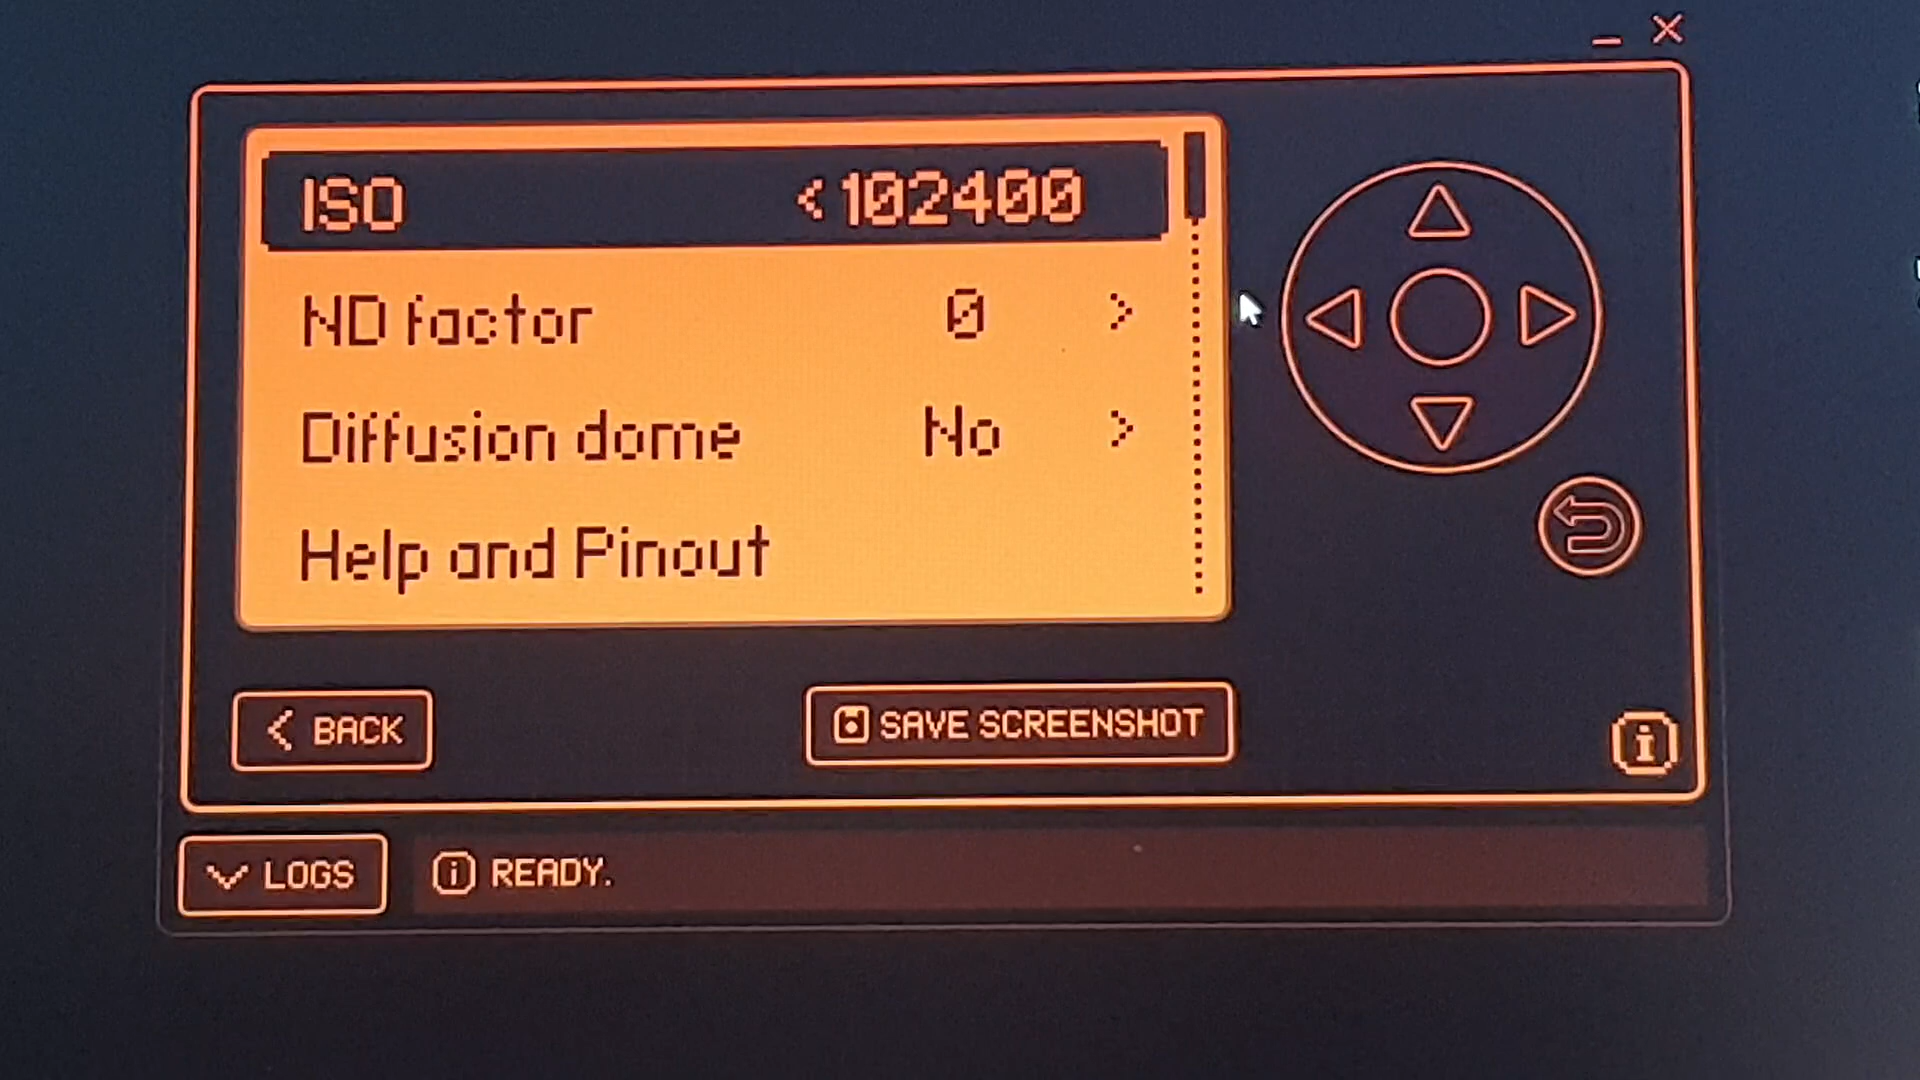 ISO <102400
ND factor 0 >
Diffusion dome No >
Help and Pinout
< BACK
SAVE SCREENSHOT
LOGS
READY.